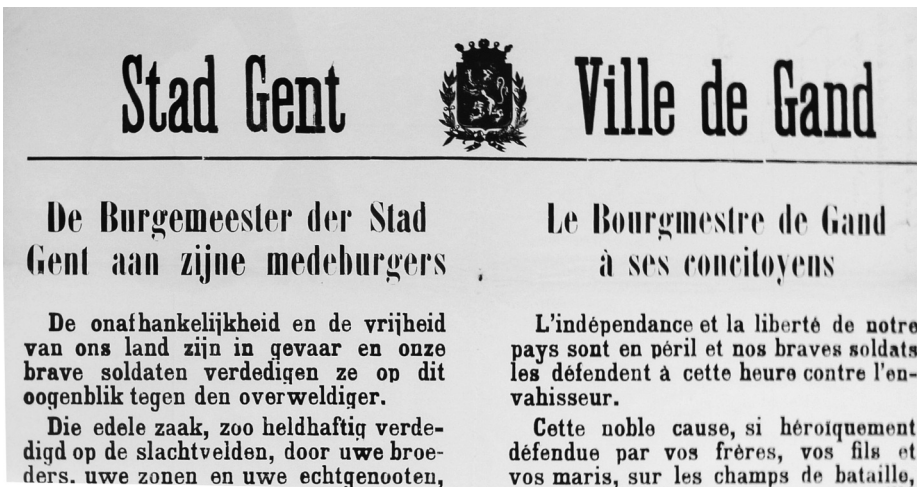 Stad Gent
De Burgemeester der Stad
Gent aan zijne medeburgers
De onafhankelijkheid en de vrijheid
van ons land zijn in gevaar en onze
brave soldaten verdedigen ze op dit
oogenblik tegen den overweldiger.
Die edele zaak, zoo heldhaftig verde-
digd op de slachtvelden, door uwe broe-
ders, uwe zonen en uwe echtgenooten,
Ville de Gand
Le Bourgmestre de Gand
à ses concitoyens
L'indépendance et la liberté de notre
pays sont en péril et nos braves soldats
les défendent à cette heure contre l'en-
vahisseur.
Cette noble cause, si héroïquement
défendue par vos frères, vos fils et
vos maris, sur les champs de bataille,